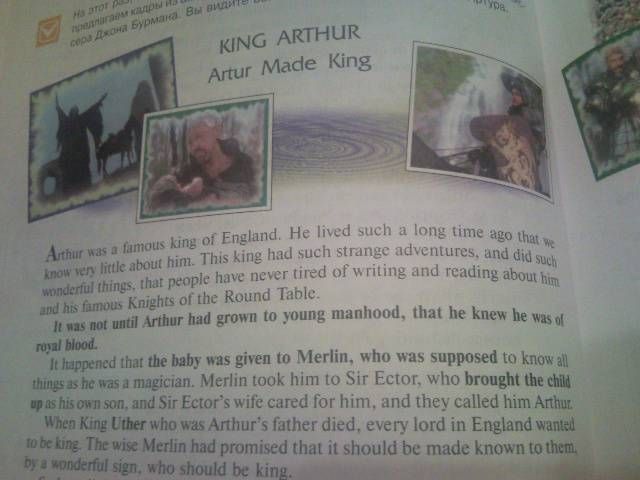 На этот раз
предлагаем кадры из
сера Джона Бурмана. Вы видите
KING ARTHUR
Artur Made King
Arthur was a famous king of England. He lived such a long time ago that we
know very little about him. This king had such strange adventures, and did such
wonderful things, that people have never tired of writing and reading about him
and his famous Knights of the Round Table.
It was not until Arthur had grown to young manhood, that he knew he was of
royal blood.
It happened that the baby was given to Merlin, who was supposed to know all
things as he was a magician. Merlin took him to Sir Ector, who brought the child
up as his own son, and Sir Ector's wife cared for him, and they called him Arthur.
When King Uther who was Arthur's father died, every lord in England wanted
to be king. The wise Merlin had promised that it should be made known to them,
by a wonderful sign, who should be king.